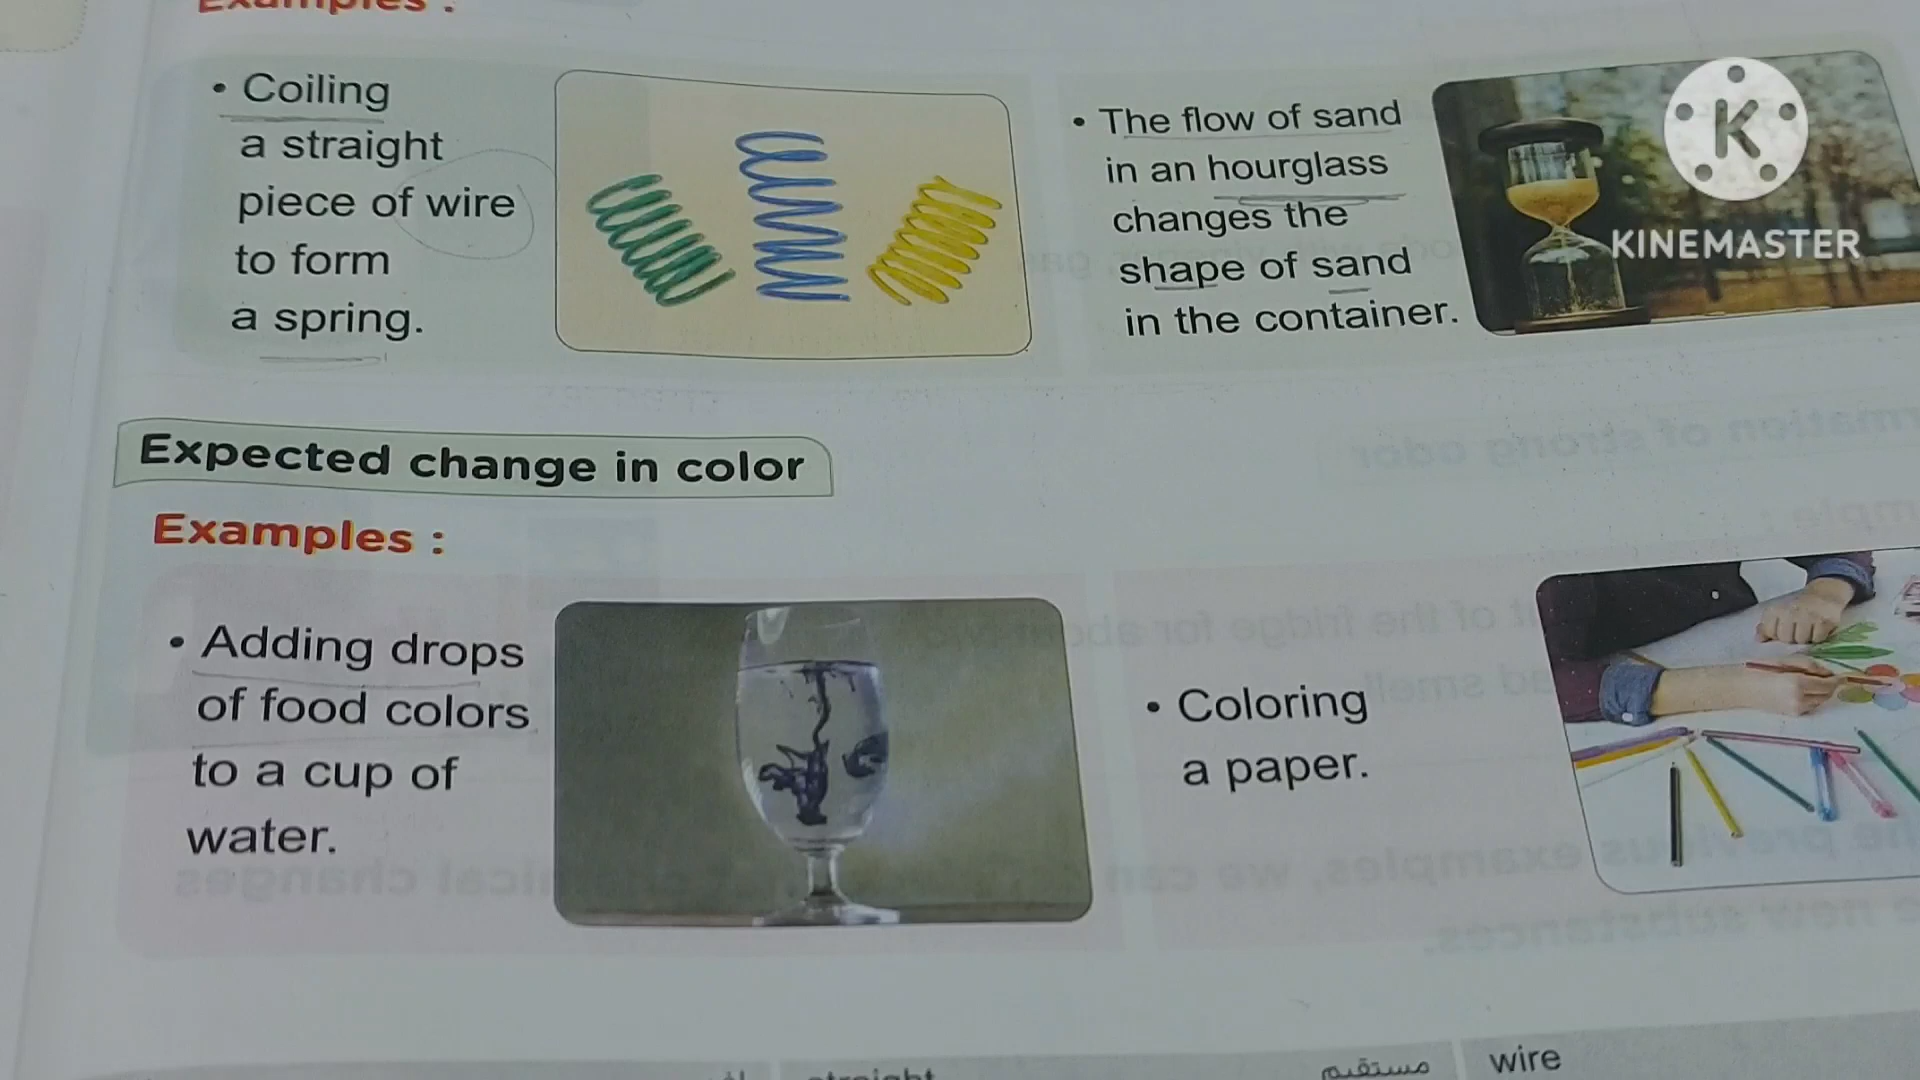 Examples :
• Coiling
a straight
piece of wire
to form
a spring.
• The flow of sand
in an hourglass
changes the
shape of sand
in the container.
K
KINEMASTER
Expected change in color
Examples :
• Adding drops
of food colors
to a cup of
water.
• Coloring
a paper.
straight
مستقيم
wire